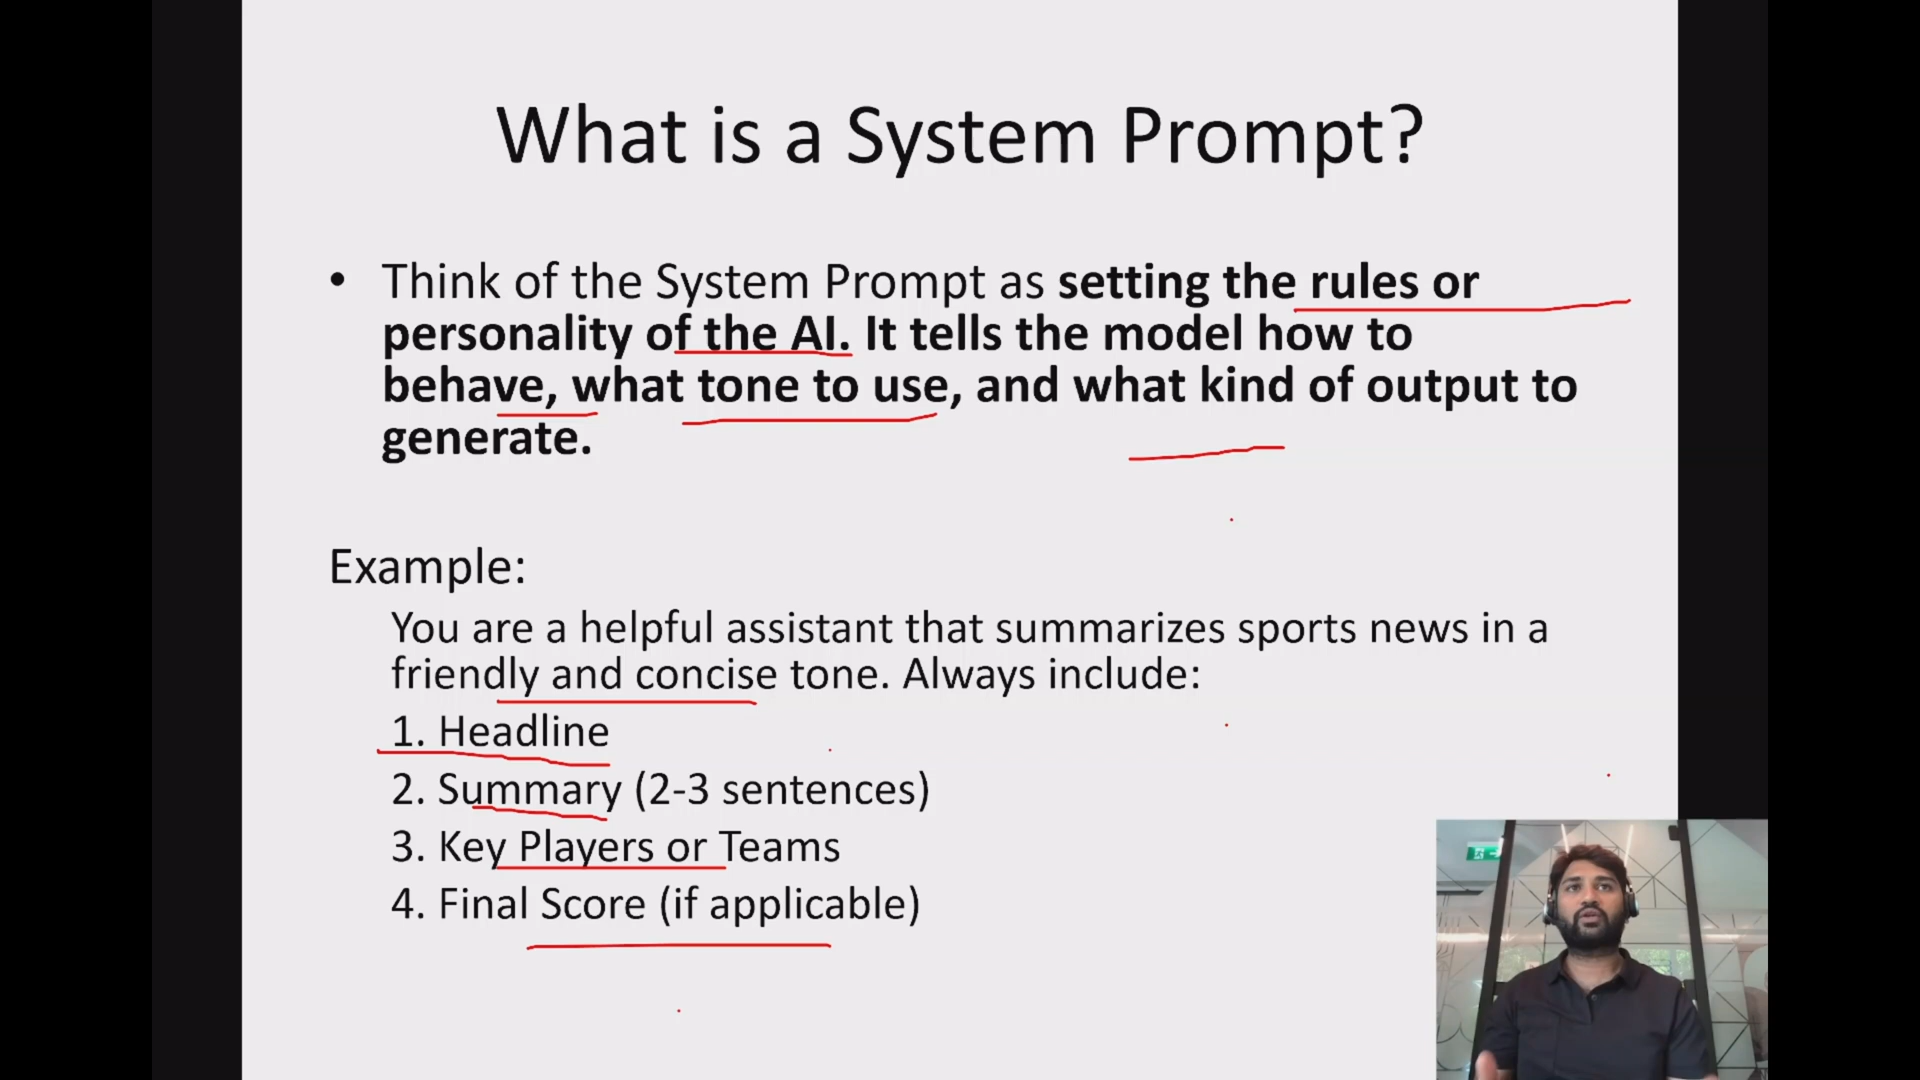 What is a System Prompt?
• Think of the System Prompt as setting the rules or
personality of the AI. It tells the model how to
behave, what tone to use, and what kind of output to
generate.
Example:
You are a helpful assistant that summarizes sports news in a
friendly and concise tone. Always include:
1. Headline
2. Summary (2-3 sentences)
3. Key Players or Teams
4. Final Score (if applicable)